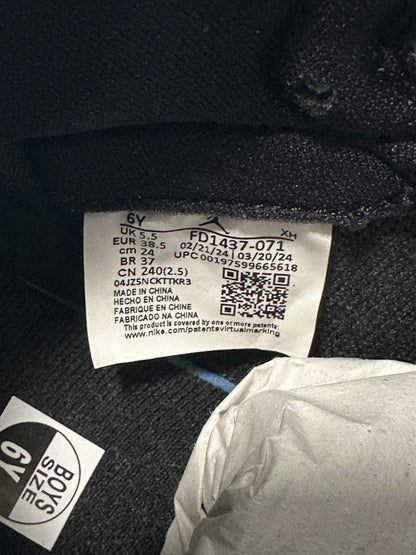 6Y
XH
UK 5.5
FD1437-071
EUR 38.5
02/21/24 | 03/20/24
cm 24
UPC 00197599665618
BR 37
CN 240(2.5)
04JZ5NCKTTKR3
MADE IN CHINA
HECHO EN CHINA
FABRIQUE EN CHINE
FABRICADO NA CHINA
This product is covered by one or more patents:
www.nike.com/patentsvirtualmarking
BOYS
SIZE
6Y